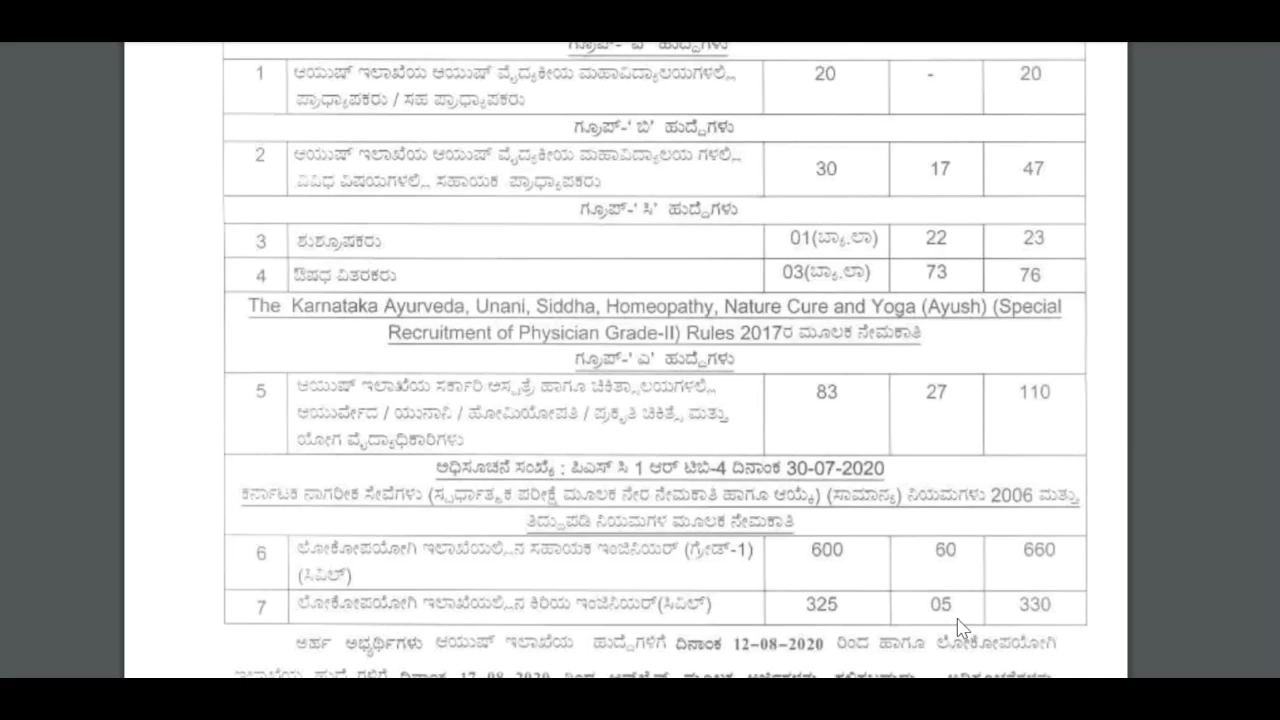 ಗ್ರೂಪ್-' ಎ' ಹುದ್ದೆಗಳು
1 ಆಯುಷ್ ಇಲಾಖೆಯ ಆಯುಷ್ ವೈದ್ಯಕೀಯ ಮಹಾವಿದ್ಯಾಲಯಗಳಲ್ಲಿ 20 - 20
ಪ್ರಾಧ್ಯಾಪಕರು / ಸಹ ಪ್ರಾಧ್ಯಾಪಕರು
ಗ್ರೂಪ್-' ಬಿ' ಹುದ್ದೆಗಳು
2 ಆಯುಷ್ ಇಲಾಖೆಯ ಆಯುಷ್ ವೈದ್ಯಕೀಯ ಮಹಾವಿದ್ಯಾಲಯ ಗಳಲ್ಲಿ 30 17 47
ವಿವಿಧ ವಿಷಯಗಳಲ್ಲಿ ಸಹಾಯಕ ಪ್ರಾಧ್ಯಾಪಕರು
ಗ್ರೂಪ್-' ಸಿ' ಹುದ್ದೆಗಳು
3 ಶುಶ್ರೂಷಕರು 01(ಬ್ಯಾ.ಲಾ) 22 23
4 ಔಷಧ ವಿತರಕರು 03(ಬ್ಯಾ.ಲಾ) 73 76
The Karnataka Ayurveda, Unani, Siddha, Homeopathy, Nature Cure and Yoga (Ayush) (Special
Recruitment of Physician Grade-II) Rules 2017ರ ಮೂಲಕ ನೇಮಕಾತಿ
ಗ್ರೂಪ್-' ಎ' ಹುದ್ದೆಗಳು
5 ಆಯುಷ್ ಇಲಾಖೆಯ ಸರ್ಕಾರಿ ಆಸ್ಪತ್ರೆ ಹಾಗೂ ಚಿಕಿತ್ಸಾಲಯಗಳಲ್ಲಿ 83 27 110
ಆಯುರ್ವೇದ / ಯುನಾನಿ / ಹೋಮಿಯೋಪತಿ / ಪ್ರಕೃತಿ ಚಿಕಿತ್ಸೆ ಮತ್ತು
ಯೋಗ ವೈದ್ಯಾಧಿಕಾರಿಗಳು
ಅಧಿಸೂಚನೆ ಸಂಖ್ಯೆ : ಪಿಎಸ್ ಸಿ 1 ಆರ್ ಟಿಬಿ-4 ದಿನಾಂಕ 30-07-2020
ಕರ್ನಾಟಕ ನಾಗರೀಕ ಸೇವೆಗಳು (ಸ್ಪರ್ಧಾತ್ಮಕ ಪರೀಕ್ಷೆ ಮೂಲಕ ನೇರ ನೇಮಕಾತಿ ಹಾಗೂ ಆಯ್ಕೆ) (ಸಾಮಾನ್ಯ) ನಿಯಮಗಳು 2006 ಮತ್ತು
ತಿದ್ದುಪಡಿ ನಿಯಮಗಳ ಮೂಲಕ ನೇಮಕಾತಿ
6 ಲೋಕೋಪಯೋಗಿ ಇಲಾಖೆಯಲ್ಲಿನ ಸಹಾಯಕ ಇಂಜಿನಿಯರ್ (ಗ್ರೇಡ್-1) 600 60 660
(ಸಿವಿಲ್)
7 ಲೋಕೋಪಯೋಗಿ ಇಲಾಖೆಯಲ್ಲಿನ ಕಿರಿಯ ಇಂಜಿನಿಯರ್(ಸಿವಿಲ್) 325 05 330
ಅರ್ಹ ಅಭ್ಯರ್ಥಿಗಳು ಆಯುಷ್ ಇಲಾಖೆಯ ಹುದ್ದೆಗಳಿಗೆ ದಿನಾಂಕ 12-08-2020 ರಿಂದ ಹಾಗೂ ಲೋಕೋಪಯೋಗಿ
ಇಲಾಖೆಯ ಹುದ್ದೆಗಳಿಗೆ ದಿನಾಂಕ 17-08-2020 ರಿಂದ